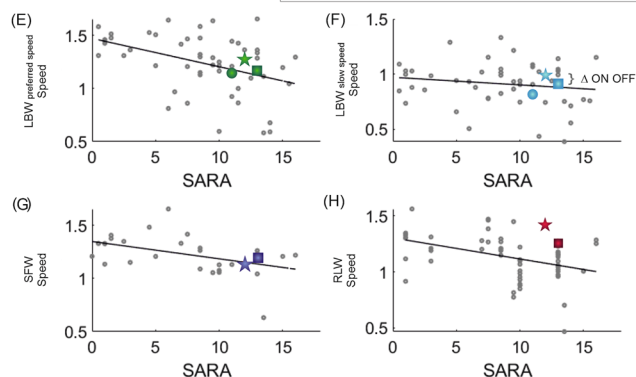 (E)
LBW preferred speed
Speed
1.5
1
0.5
0
5
10
15
SARA
(F)
LBW slow speed
Speed
1.5
1
0.5
0
5
10
15
SARA
} Δ ON OFF
(G)
SFW
Speed
1.5
1
0.5
0
5
10
15
SARA
(H)
RLW
Speed
1.5
1
0.5
0
5
10
15
SARA